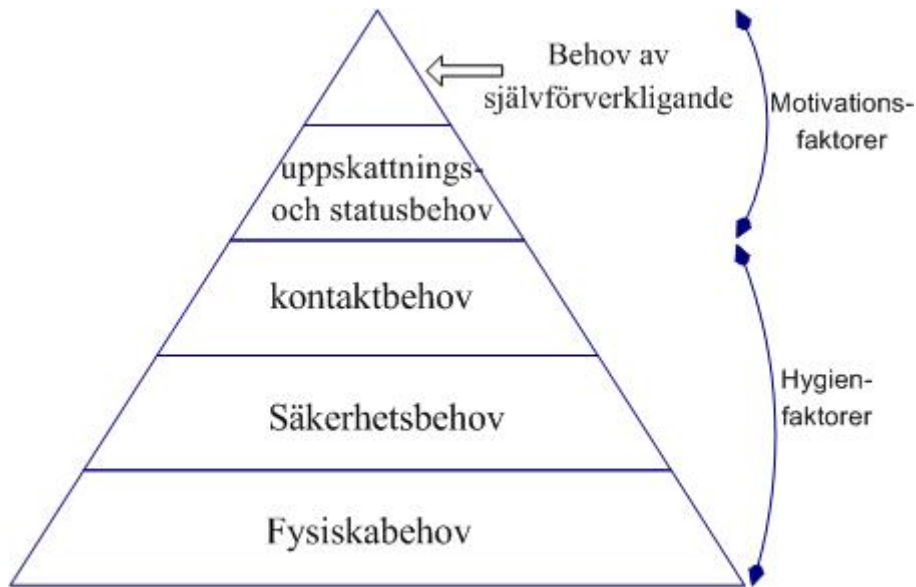 Behov av
självförverkligande
Motivations-
faktorer
uppskattnings-
och statusbehov
kontaktbehov
Säkerhetsbehov
Hygien-
faktorer
Fysiskabehov